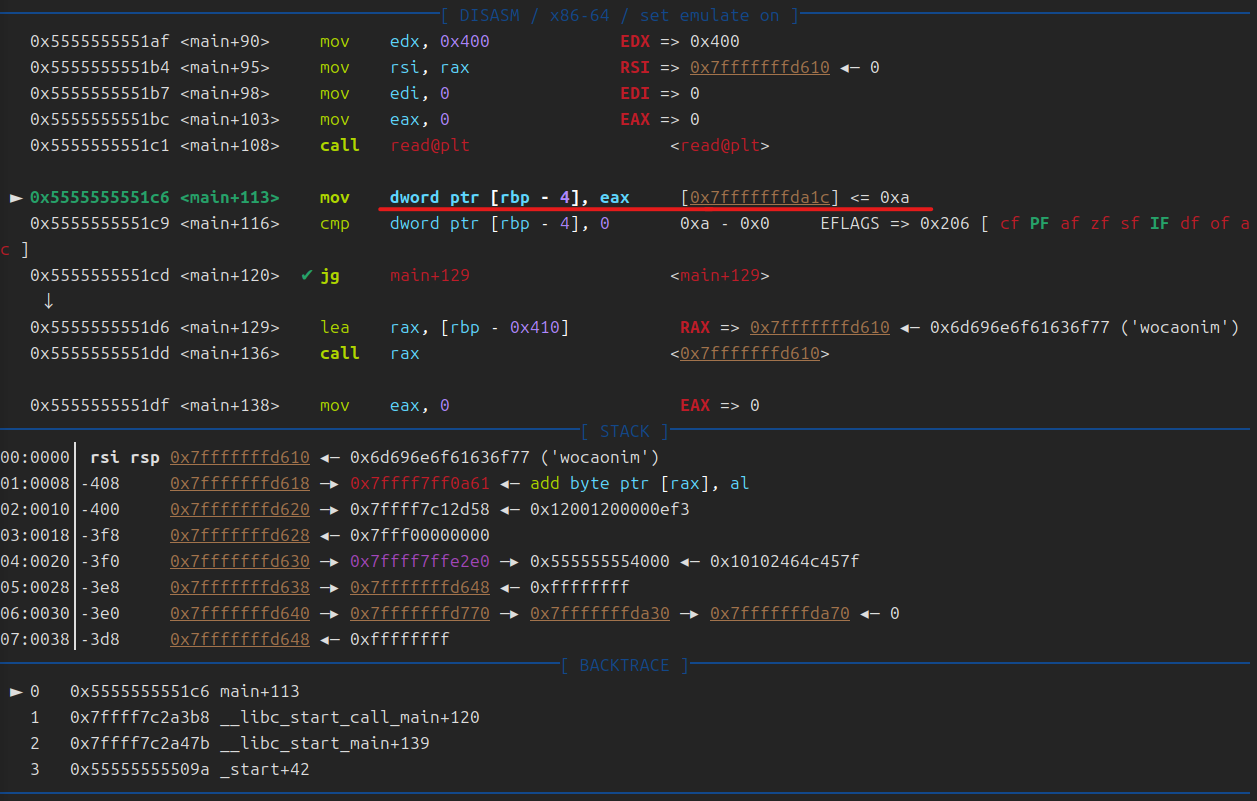 [ DISASM / x86-64 / set emulate on ]
0x5555555551af <main+90> mov edx, 0x400 EDX => 0x400
0x5555555551b4 <main+95> mov rsi, rax RSI => 0x7fffffffd610 ◂— 0
0x5555555551b7 <main+98> mov edi, 0 EDI => 0
0x5555555551bc <main+103> mov eax, 0 EAX => 0
0x5555555551c1 <main+108> call read@plt <read@plt>
► 0x5555555551c6 <main+113> mov dword ptr [rbp - 4], eax [0x7fffffffda1c] <= 0xa
0x5555555551c9 <main+116> cmp dword ptr [rbp - 4], 0 0xa - 0x0 EFLAGS => 0x206 [ cf PF af zf sf IF df of a
c ]
0x5555555551cd <main+120> ✔ jg main+129 <main+129>
↓
0x5555555551d6 <main+129> lea rax, [rbp - 0x410] RAX => 0x7fffffffd610 ◂— 0x6d696e6f61636f77 ('wocaonim')
0x5555555551dd <main+136> call rax <0x7fffffffd610>
0x5555555551df <main+138> mov eax, 0 EAX => 0
[ STACK ]
00:0000│ rsi rsp 0x7fffffffd610 ◂— 0x6d696e6f61636f77 ('wocaonim')
01:0008│-408 0x7fffffffd618 —▸ 0x7ffff7ff0a61 ◂— add byte ptr [rax], al
02:0010│-400 0x7fffffffd620 —▸ 0x7ffff7c12d58 ◂— 0x12001200000ef3
03:0018│-3f8 0x7fffffffd628 ◂— 0x7fff00000000
04:0020│-3f0 0x7fffffffd630 —▸ 0x7ffff7ffe2e0 —▸ 0x555555554000 ◂— 0x10102464c457f
05:0028│-3e8 0x7fffffffd638 —▸ 0x7fffffffd648 ◂— 0xffffffff
06:0030│-3e0 0x7fffffffd640 —▸ 0x7fffffffd770 —▸ 0x7fffffffda30 —▸ 0x7fffffffda70 ◂— 0
07:0038│-3d8 0x7fffffffd648 ◂— 0xffffffff
[ BACKTRACE ]
► 0 0x5555555551c6 main+113
1 0x7ffff7c2a3b8 __libc_start_call_main+120
2 0x7ffff7c2a47b __libc_start_main+139
3 0x55555555509a _start+42